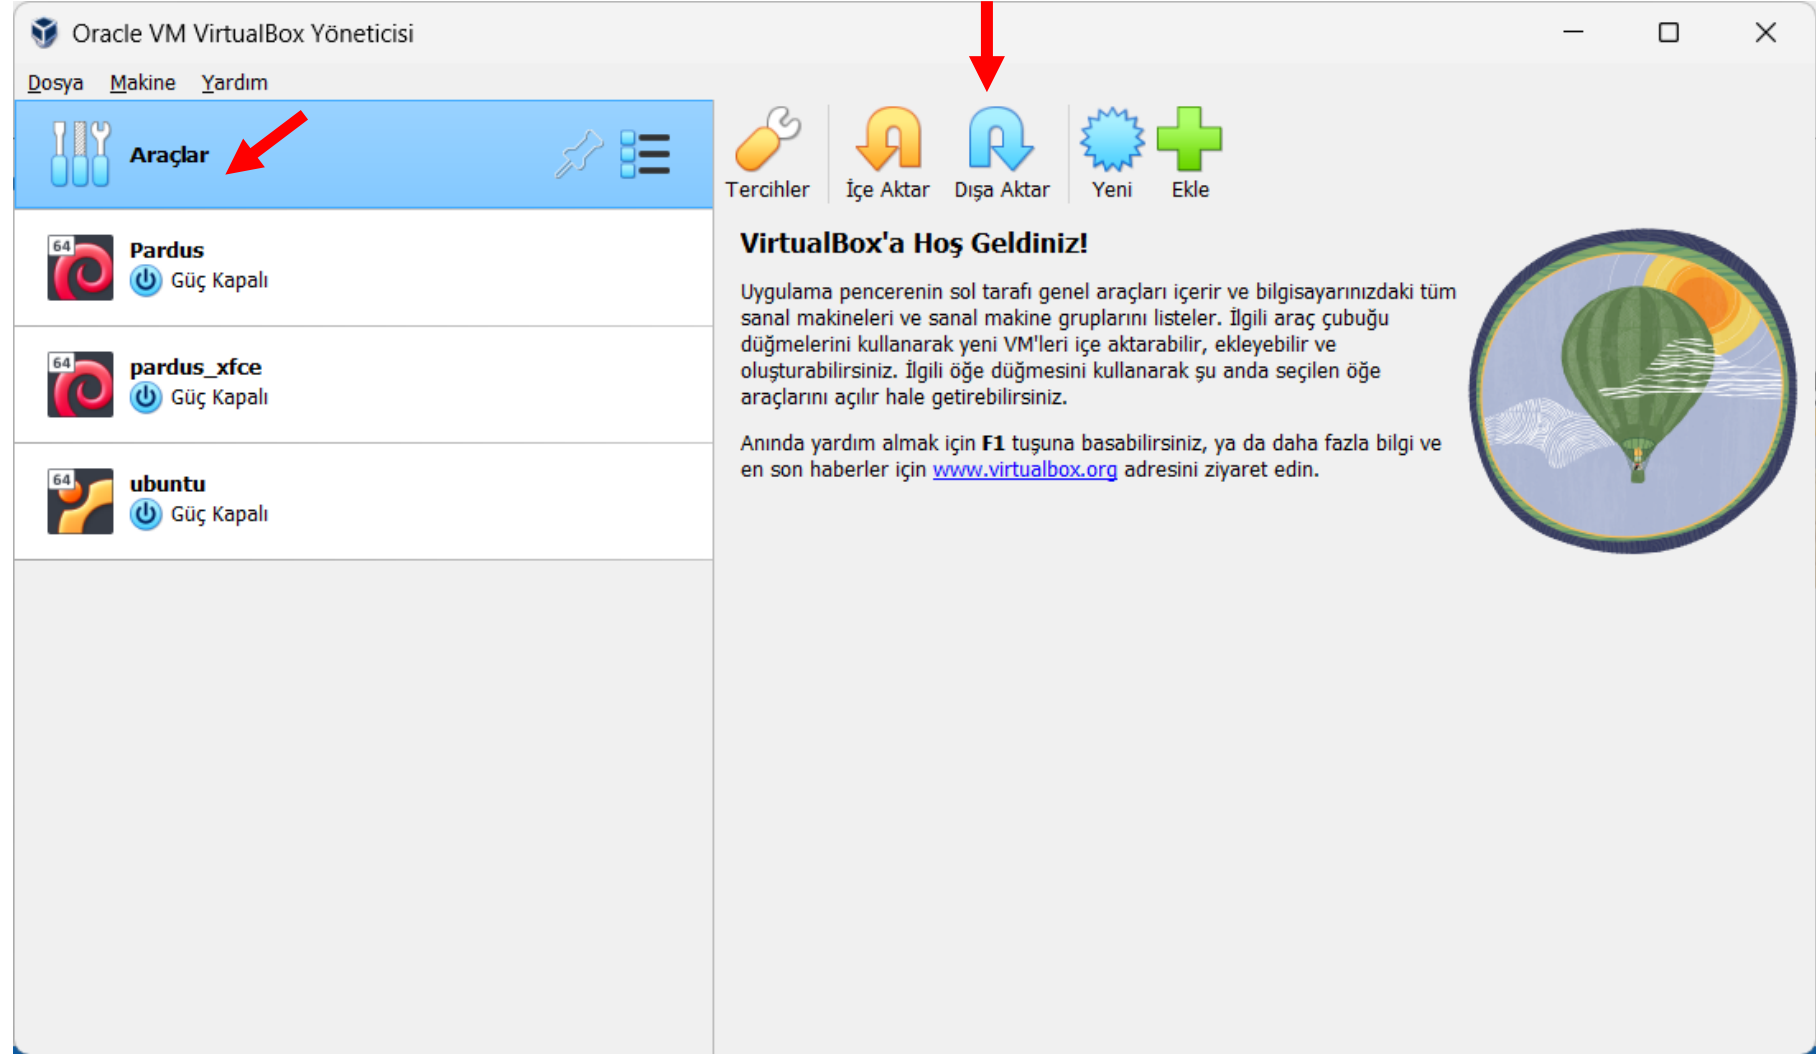 Oracle VM VirtualBox Yöneticisi
Dosya Makine Yardım
Araçlar
Tercihler İçe Aktar Dışa Aktar Yeni Ekle
64
Pardus
Güç Kapalı
64
pardus_xfce
Güç Kapalı
64
ubuntu
Güç Kapalı
VirtualBox'a Hoş Geldiniz!
Uygulama pencerenin sol tarafı genel araçları içerir ve bilgisayarınızdaki tüm
sanal makineleri ve sanal makine gruplarını listeler. İlgili araç çubuğu
düğmelerini kullanarak yeni VM'leri içe aktarabilir, ekleyebilir ve
oluşturabilirsiniz. İlgili öğe düğmesini kullanarak şu anda seçilen öğe
araçlarını açılır hale getirebilirsiniz.
Anında yardım almak için F1 tuşuna basabilirsiniz, ya da daha fazla bilgi ve
en son haberler için www.virtualbox.org adresini ziyaret edin.